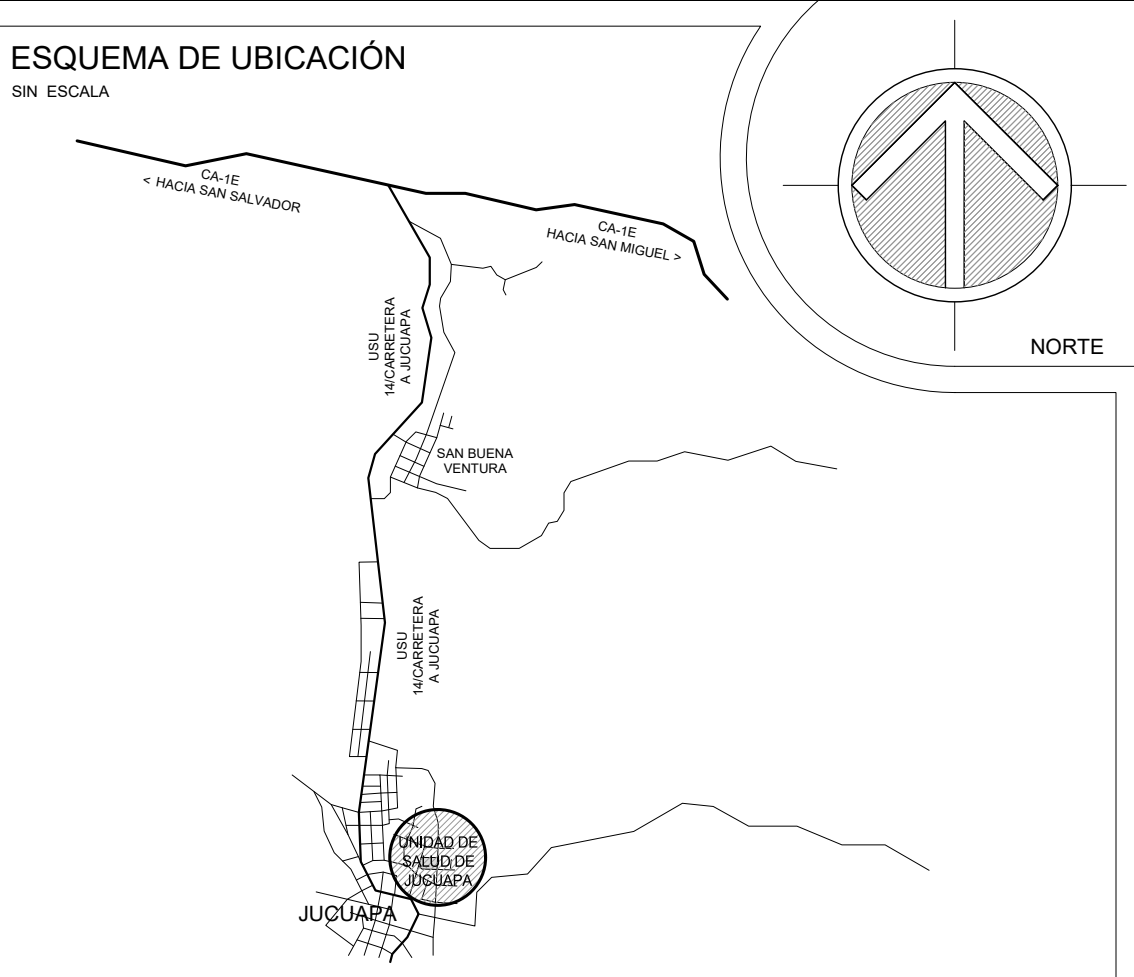 ESQUEMA DE UBICACIÓN
SIN ESCALA
CA-1E
< HACIA SAN SALVADOR
CA-1E
HACIA SAN MIGUEL >
NORTE
USU
14/CARRETERA
A JUCUAPA
SAN BUENA
VENTURA
USU
14/CARRETERA
A JUCUAPA
UNIDAD DE
SALUD DE
JUCUAPA
JUCUAPA